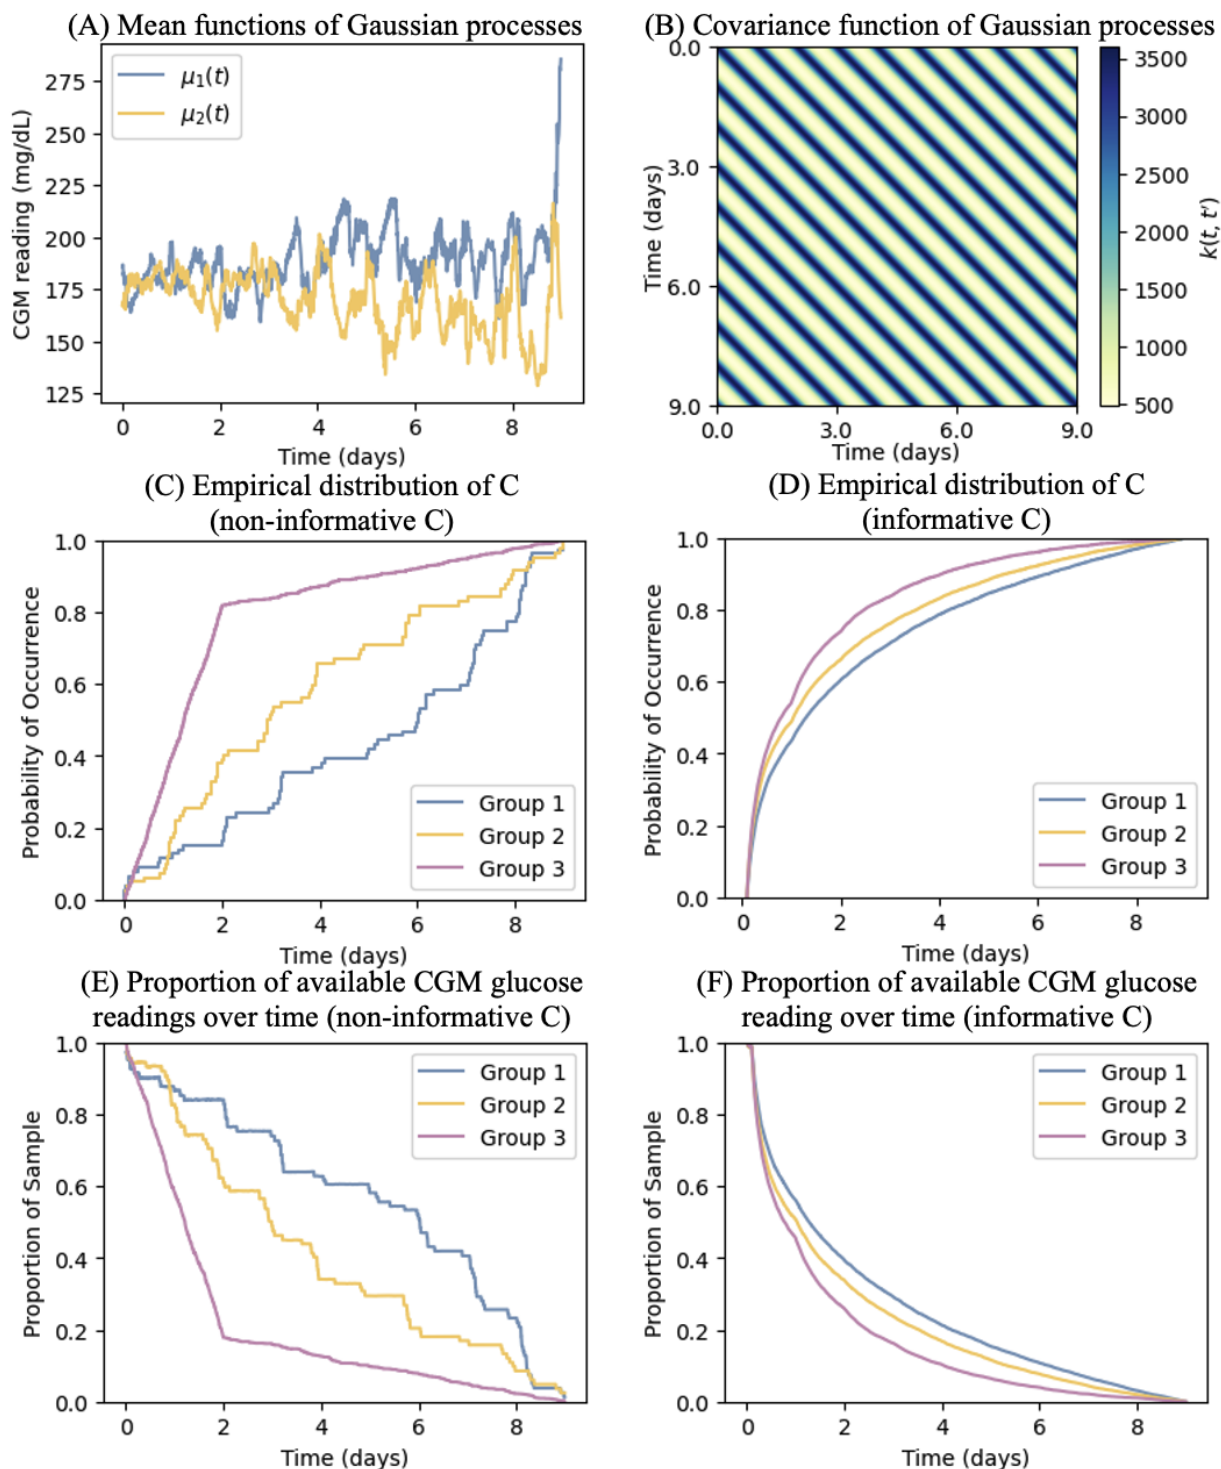 (A) Mean functions of Gaussian processes
275
250
225
200
175
150
125
CGM reading (mg/dL)
μ1(t)
μ2(t)
0 2 4 6 8
Time (days)
(B) Covariance function of Gaussian processes
0.0
3.0
6.0
9.0
Time (days)
0.0 3.0 6.0 9.0
Time (days)
3500
3000
2500
2000
1500
1000
500
k(t, t')
(C) Empirical distribution of C
(non-informative C)
1.0
0.8
0.6
0.4
0.2
0.0
Probability of Occurrence
Group 1
Group 2
Group 3
0 2 4 6 8
Time (days)
(D) Empirical distribution of C
(informative C)
1.0
0.8
0.6
0.4
0.2
0.0
Probability of Occurrence
Group 1
Group 2
Group 3
0 2 4 6 8
Time (days)
(E) Proportion of available CGM glucose
readings over time (non-informative C)
1.0
0.8
0.6
0.4
0.2
0.0
Proportion of Sample
Group 1
Group 2
Group 3
0 2 4 6 8
Time (days)
(F) Proportion of available CGM glucose
reading over time (informative C)
1.0
0.8
0.6
0.4
0.2
0.0
Proportion of Sample
Group 1
Group 2
Group 3
0 2 4 6 8
Time (days)